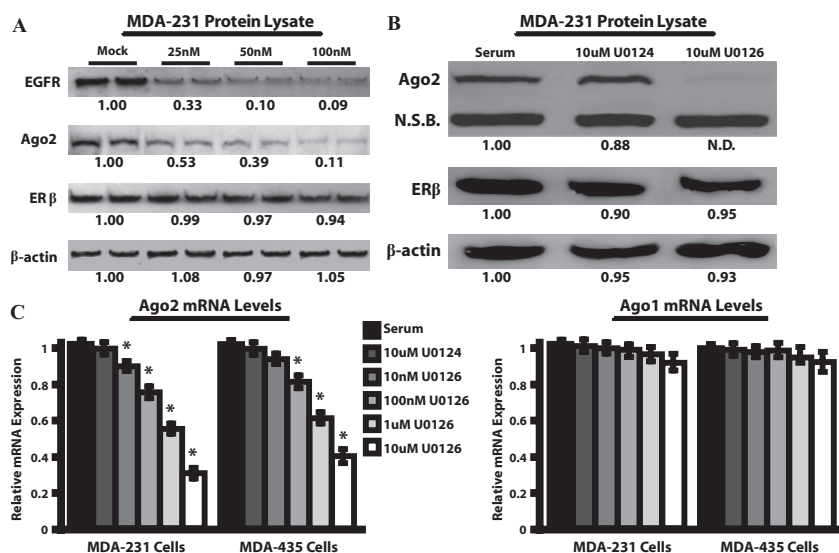 A
MDA-231 Protein Lysate
Mock 25nM 50nM 100nM
EGFR
1.00 0.33 0.10 0.09
Ago2
1.00 0.53 0.39 0.11
ER β
1.00 0.99 0.97 0.94
β-actin
1.00 1.08 0.97 1.05
B
MDA-231 Protein Lysate
Serum 10uM U0124 10uM U0126
Ago2
N.S.B.
1.00 0.88 N.D.
ERβ
1.00 0.90 0.95
β-actin
1.00 0.95 0.93
C
Ago2 mRNA Levels
Relative mRNA Expression
1
0.8
0.6
0.4
0.2
0
* * * *
* * *
MDA-231 Cells MDA-435 Cells
Serum
10uM U0124
10nM U0126
100nM U0126
1uM U0126
10uM U0126
Ago1 mRNA Levels
Relative mRNA Expression
1
0.8
0.6
0.4
0.2
0
MDA-231 Cells MDA-435 Cells